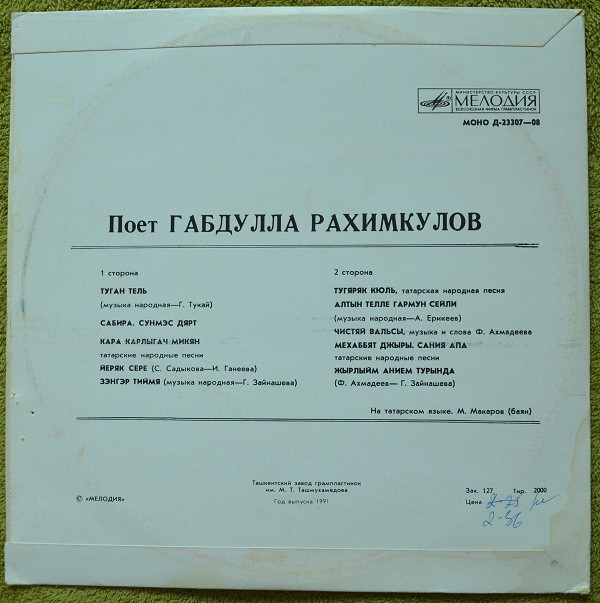 МИНИСТЕРСТВО КУЛЬТУРЫ СССР
МЕЛОДИЯ
ВСЕСОЮЗНАЯ ФИРМА ГРАМПЛАСТИНОК
МОНО Д-23307—08
Поет ГАБДУЛЛА РАХИМКУЛОВ
1 сторона
ТУГАН ТЕЛЬ
(музыка народная—Г. Тукай)
САБИРА. СУНМЭС ДЯРТ
КАРА КАРЛЫГАЧ МИКЯН
татарские народные песни
ЙЕРЯК СЕРЕ (С. Садыкова—И. Ганеева)
ЗЭНГЭР ТИЙМЯ (музыка народная—Г. Зайнашева)
2 сторона
ТУГЯРЯК КЮЛЬ, татарская народная песня
АЛТЫН ТЕЛЛЕ ГАРМУН СЕЙЛИ
(музыка народная—А. Ерикеев)
ЧИСТЯЙ ВАЛЬСЫ, музыка и слова Ф. Ахмадеева
МЕХАББЯТ ДЖЫРЫ. САНИЯ АПА
татарские народные песни
ЖЫРЛЫЙМ АНИЕМ ТУРЫНДА
(Ф. Ахмадеев— Г. Зайнашева)
На татарском языке. М. Макаров (баян)
© «МЕЛОДИЯ»
Ташкентский завод грампластинок
им. М. Т. Ташмухамедова
Год выпуска 1991
Зак. 127 Тир. 2000
Цена 2-25
2-36